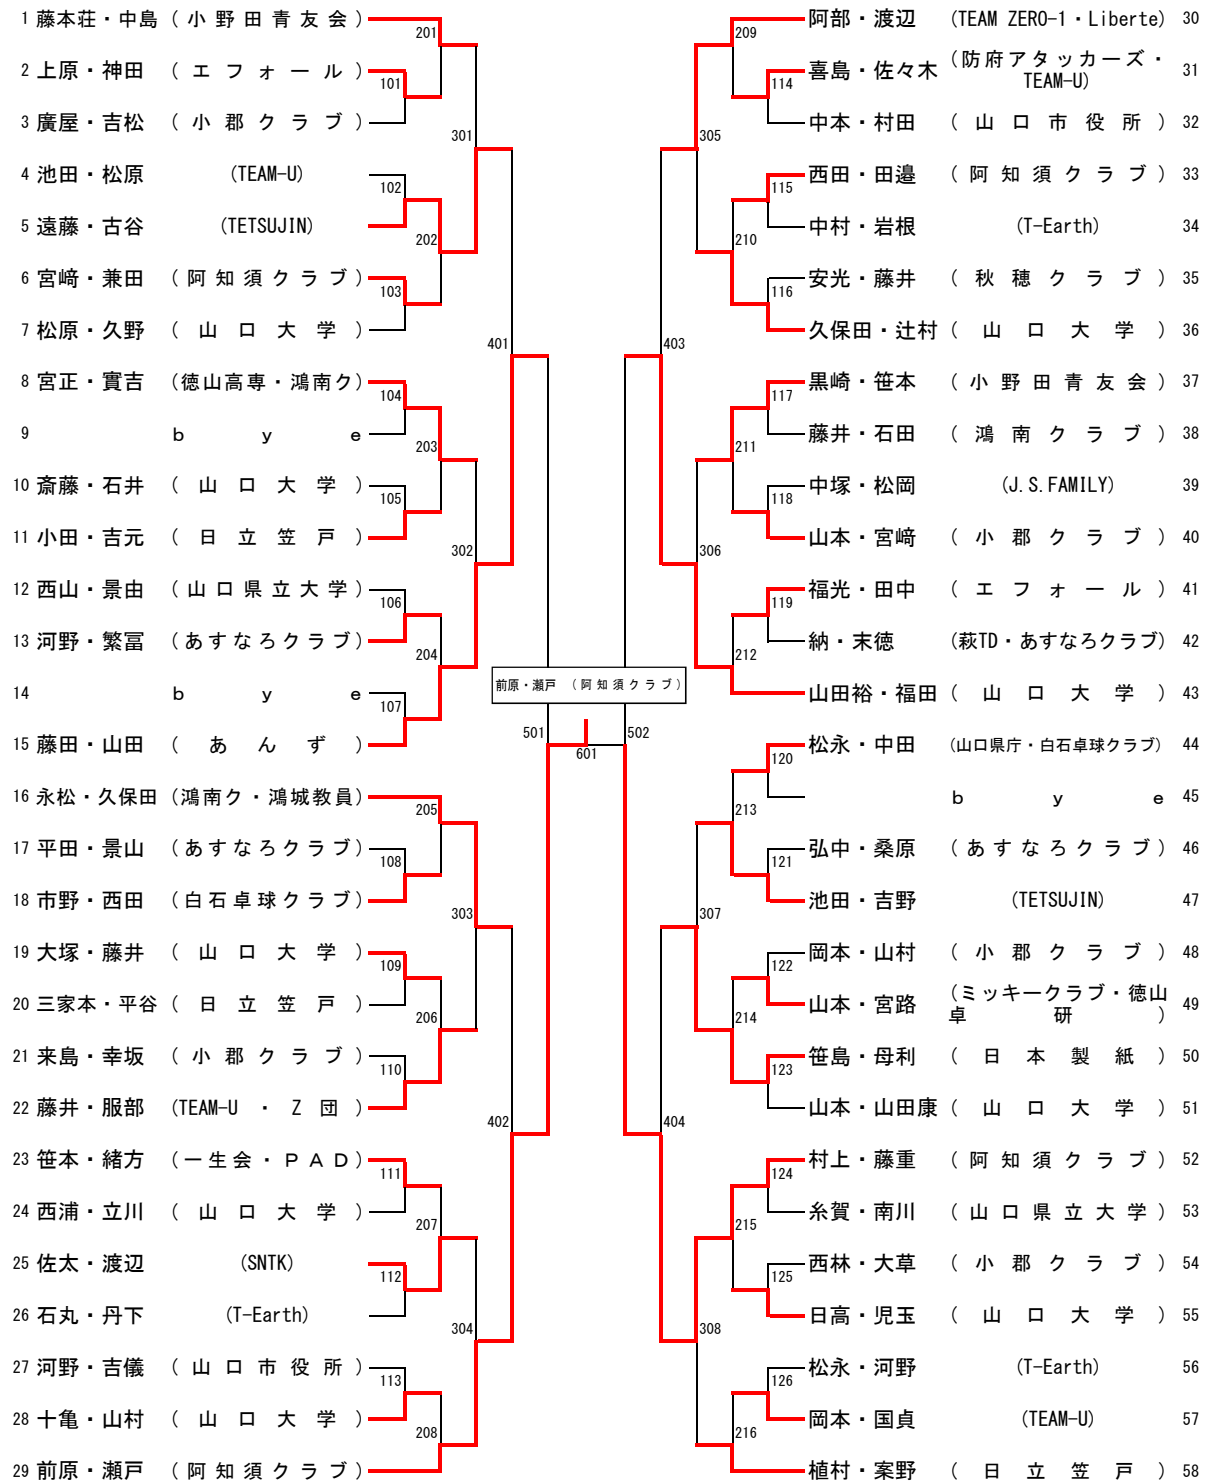 1 藤本荘・中島 (小野田青友会)
2 上原・神田 (エフォール)
3 廣屋・吉松 (小郡クラブ)
4 池田・松原 (TEAM-U)
5 遠藤・古谷 (TETSUJIN)
6 宮﨑・兼田 (阿知須クラブ)
7 松原・久野 (山口大学)
8 宮正・實吉 (徳山高専・鴻南ク)
9 bye
10 斎藤・石井 (山口大学)
11 小田・吉元 (日立笠戸)
12 西山・景由 (山口県立大学)
13 河野・繁冨 (あすなろクラブ)
14 bye
15 藤田・山田 (あんず)
16 永松・久保田 (鴻南ク・鴻城教員)
17 平田・景山 (あすなろクラブ)
18 市野・西田 (白石卓球クラブ)
19 大塚・藤井 (山口大学)
20 三家本・平谷 (日立笠戸)
21 来島・幸坂 (小郡クラブ)
22 藤井・服部 (TEAM-U・Z団)
23 笹本・緒方 (一生会・PAD)
24 西浦・立川 (山口大学)
25 佐太・渡辺 (SNTK)
26 石丸・丹下 (T-Earth)
27 河野・吉儀 (山口市役所)
28 十亀・山村 (山口大学)
29 前原・瀬戸 (阿知須クラブ)
101
102
103
104
105
106
107
108
109
110
111
112
113
201
202
203
204
205
206
207
208
301
302
303
304
401
402
501
前原・瀬戸 (阿知須クラブ)
601
502
403
404
305
306
307
308
209
210
211
212
213
214
215
216
114
115
116
117
118
119
120
121
122
123
124
125
126
阿部・渡辺 (TEAM ZERO-1・Liberte) 30
喜島・佐々木 (防府アタッカーズ・
TEAM-U) 31
中本・村田 (山口市役所) 32
西田・田邉 (阿知須クラブ) 33
中村・岩根 (T-Earth) 34
安光・藤井 (秋穂クラブ) 35
久保田・辻村 (山口大学) 36
黒崎・笹本 (小野田青友会) 37
藤井・石田 (鴻南クラブ) 38
中塚・松岡 (J.S.FAMILY) 39
山本・宮﨑 (小郡クラブ) 40
福光・田中 (エフォール) 41
納・末徳 (萩TD・あすなろクラブ) 42
山田裕・福田 (山口大学) 43
松永・中田 (山口県庁・白石卓球クラブ) 44
bye 45
弘中・桑原 (あすなろクラブ) 46
池田・吉野 (TETSUJIN) 47
岡本・山村 (小郡クラブ) 48
山本・宮路 (ミッキークラブ・徳山
卓研) 49
笹島・母利 (日本製紙) 50
山本・山田康 (山口大学) 51
村上・藤重 (阿知須クラブ) 52
糸賀・南川 (山口県立大学) 53
西林・大草 (小郡クラブ) 54
日高・児玉 (山口大学) 55
松永・河野 (T-Earth) 56
岡本・国貞 (TEAM-U) 57
植村・案野 (日立笠戸) 58